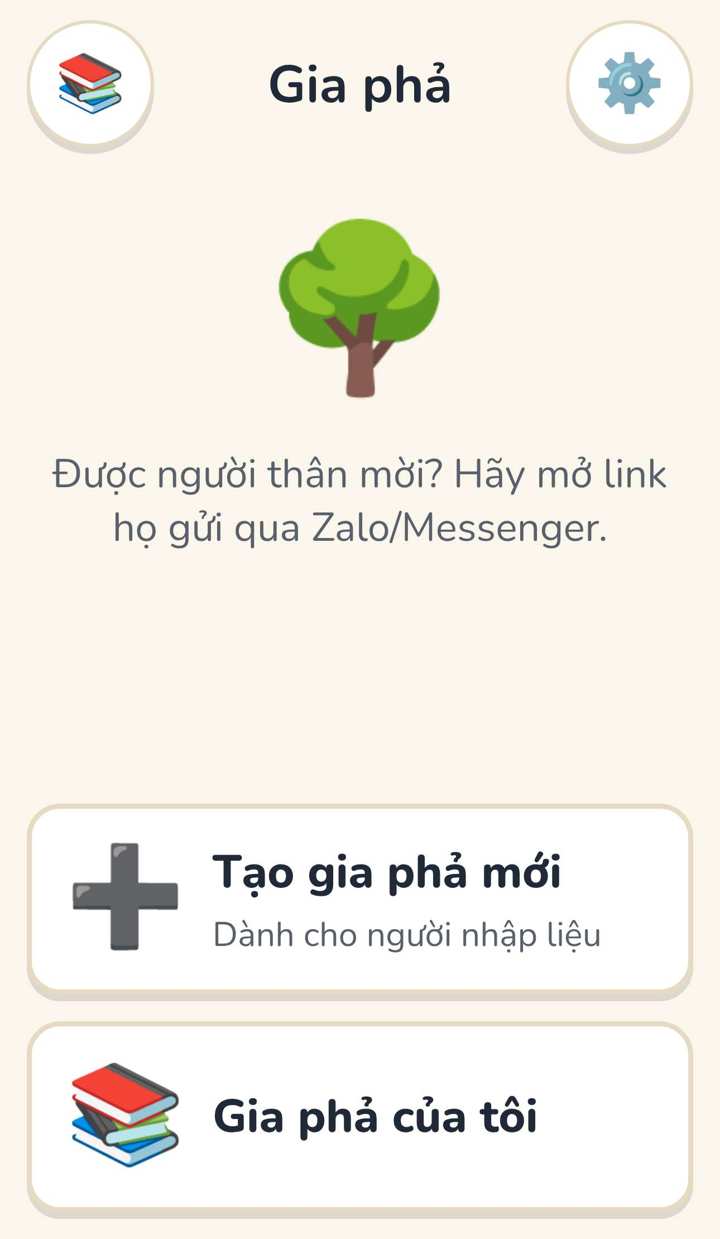 Gia phả
Được người thân mời? Hãy mở link
họ gửi qua Zalo/Messenger.
Tạo gia phả mới
Dành cho người nhập liệu
Gia phả của tôi